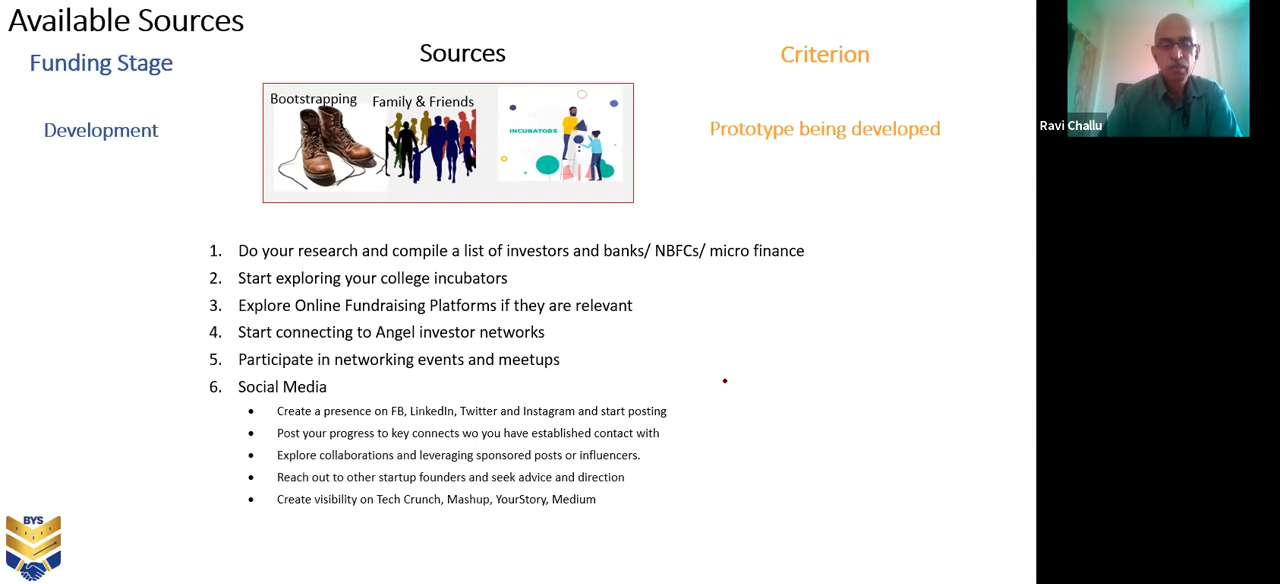 Available Sources
Funding Stage
Sources
Criterion
Bootstrapping
Family & Friends
INCUBATORS
Development
Prototype being developed
Ravi Challu
1. Do your research and compile a list of investors and banks/ NBFCs/ micro finance
2. Start exploring your college incubators
3. Explore Online Fundraising Platforms if they are relevant
4. Start connecting to Angel investor networks
5. Participate in networking events and meetups
6. Social Media
• Create a presence on FB, LinkedIn, Twitter and Instagram and start posting
• Post your progress to key connects wo you have established contact with
• Explore collaborations and leveraging sponsored posts or influencers.
• Reach out to other startup founders and seek advice and direction
• Create visibility on Tech Crunch, Mashup, YourStory, Medium
BYS